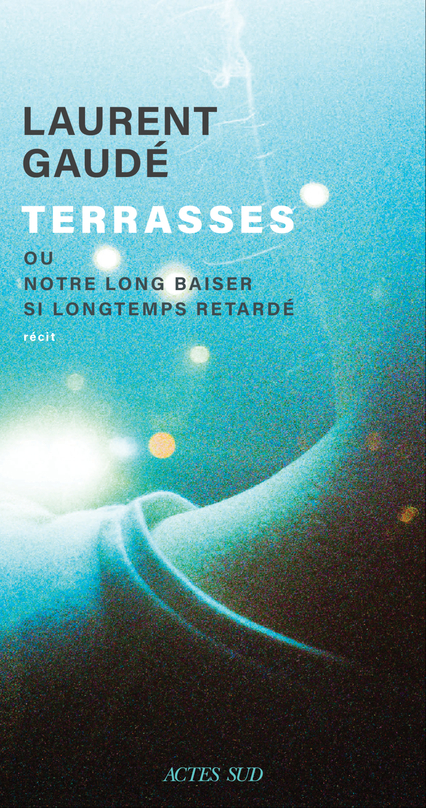 LAURENT
GAUDÉ
TERRASSES
OU
NOTRE LONG BAISER
SI LONGTEMPS RETARDÉ
récit
ACTES SUD